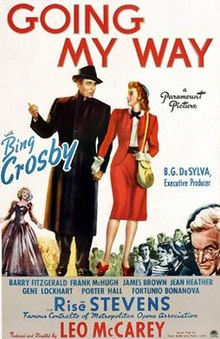 GOING
MY WAY
a
Paramount
Picture
with
Bing
Crosby
B.G. DeSYLVA,
Executive Producer
BARRY FITZGERALD FRANK McHUGH JAMES BROWN JEAN HEATHER
GENE LOCKHART PORTER HALL FORTUNIO BONANOVA
and
Risë STEVENS
Famous Contralto of Metropolitan Opera Association
Produced and Directed by LEO McCAREY